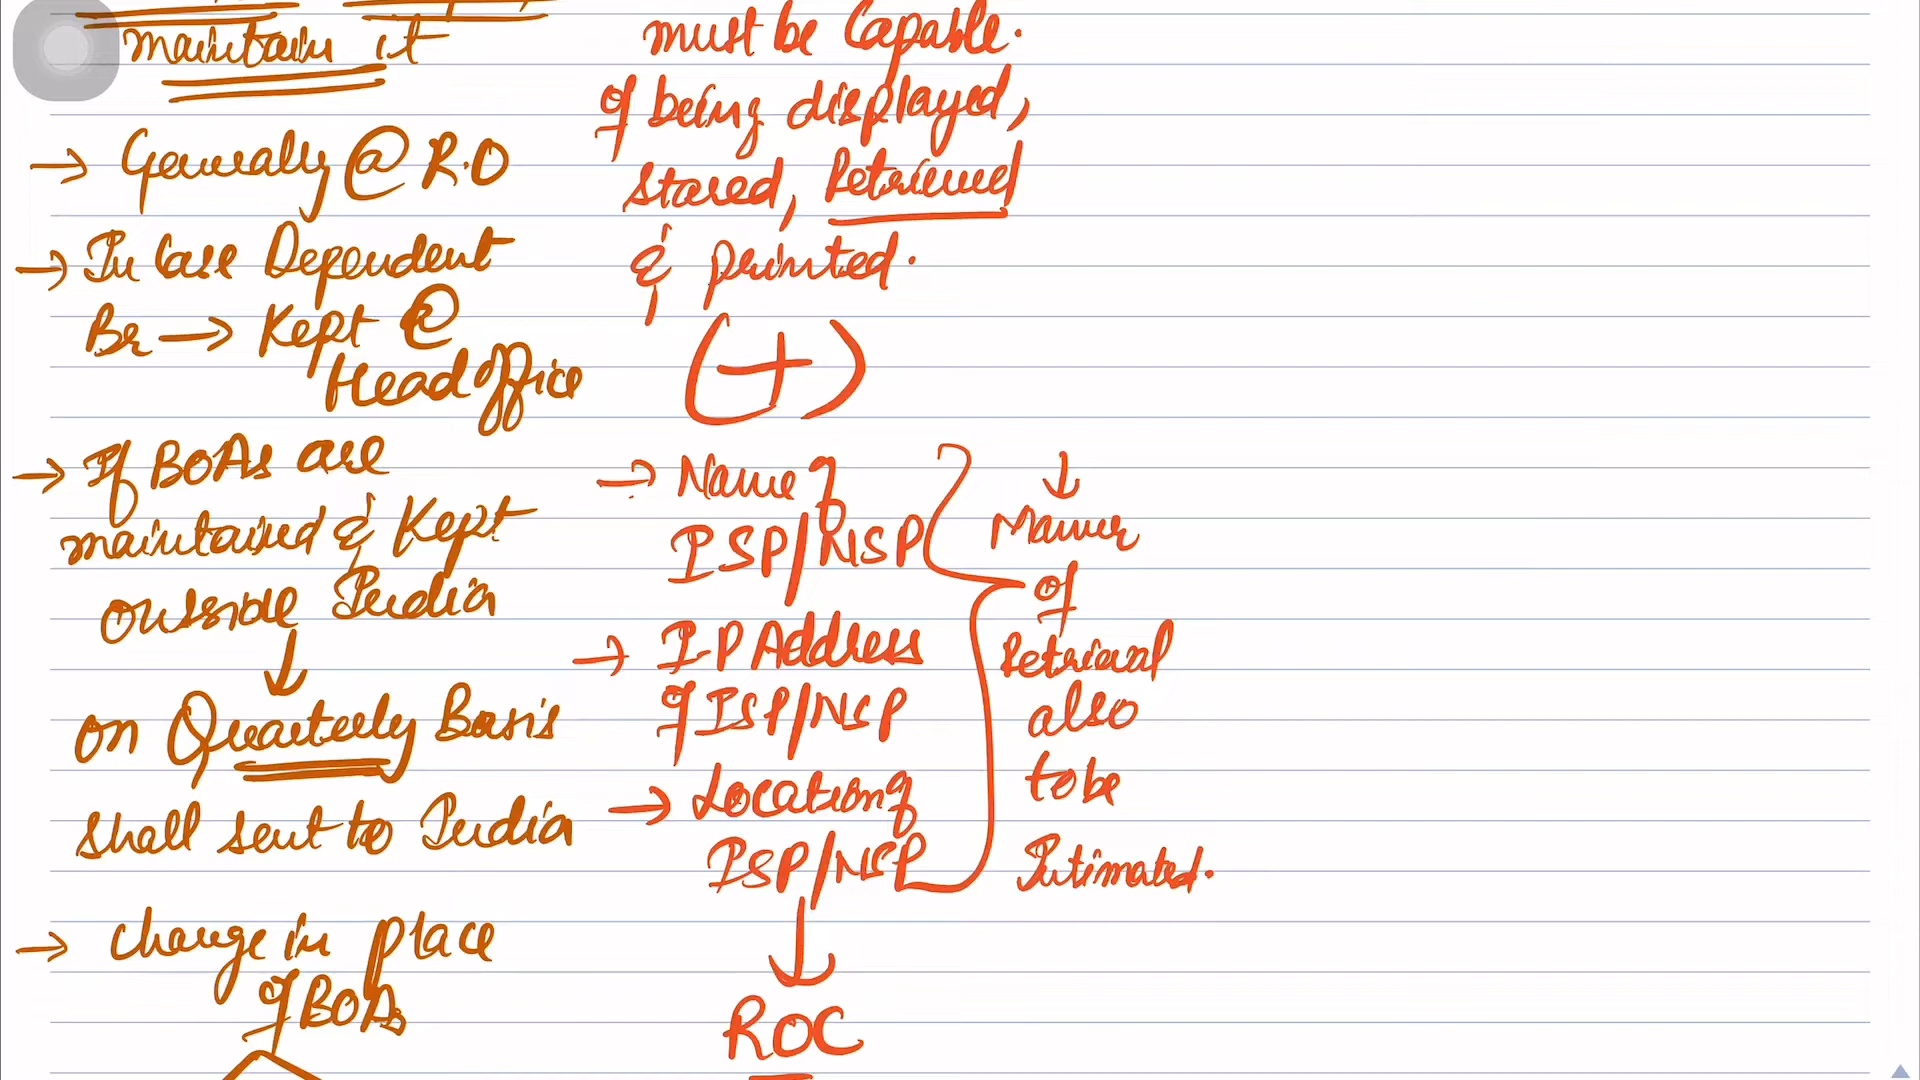 maintain it
→ Generally @ R.O
→ In Case Dependent
Br → Kept @
Head office
→ If BOAs are
maintained & Kept
outside India
↓
on Quarterly Basis
shall sent to India
→ change in place
of BOAs
must be Capable.
of being displayed,
stored, Retrieved
& printed.
(+)
→ Name of
ISP/NSP
→ I.P Address
of ISP/NSP
→ Location of
ISP/NSP
↓
ROC
↓
Manner
of
Retrieval
also
to be
Intimated.